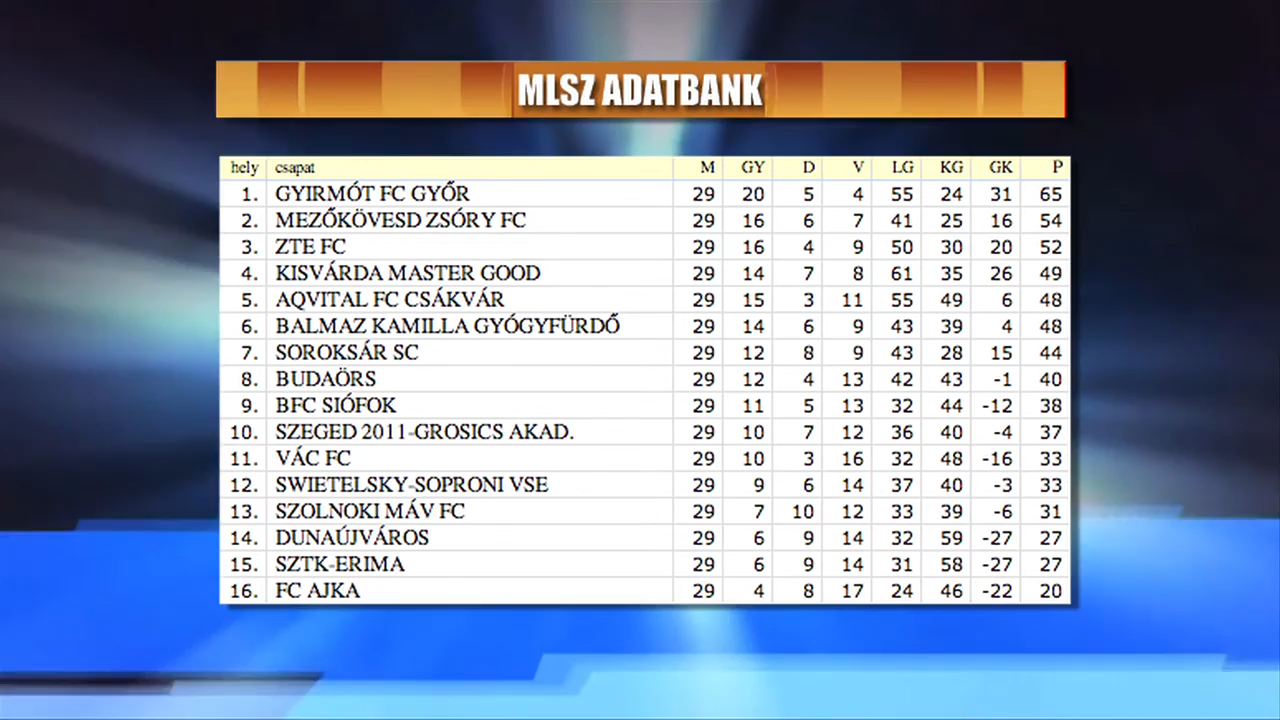 MLSZ ADATBANK
hely csapat M GY D V LG KG GK P
1. GYIRMÓT FC GYŐR 29 20 5 4 55 24 31 65
2. MEZŐKÖVESD ZSÓRY FC 29 16 6 7 41 25 16 54
3. ZTE FC 29 16 4 9 50 30 20 52
4. KISVÁRDA MASTER GOOD 29 14 7 8 61 35 26 49
5. AQVITAL FC CSÁKVÁR 29 15 3 11 55 49 6 48
6. BALMAZ KAMILLA GYÓGYFÜRDŐ 29 14 6 9 43 39 4 48
7. SOROKSÁR SC 29 12 8 9 43 28 15 44
8. BUDAÖRS 29 12 4 13 42 43 -1 40
9. BFC SIÓFOK 29 11 5 13 32 44 -12 38
10. SZEGED 2011-GROSICS AKAD. 29 10 7 12 36 40 -4 37
11. VÁC FC 29 10 3 16 32 48 -16 33
12. SWIETELSKY-SOPRONI VSE 29 9 6 14 37 40 -3 33
13. SZOLNOKI MÁV FC 29 7 10 12 33 39 -6 31
14. DUNAÚJVÁROS 29 6 9 14 32 59 -27 27
15. SZTK-ERIMA 29 6 9 14 31 58 -27 27
16. FC AJKA 29 4 8 17 24 46 -22 20